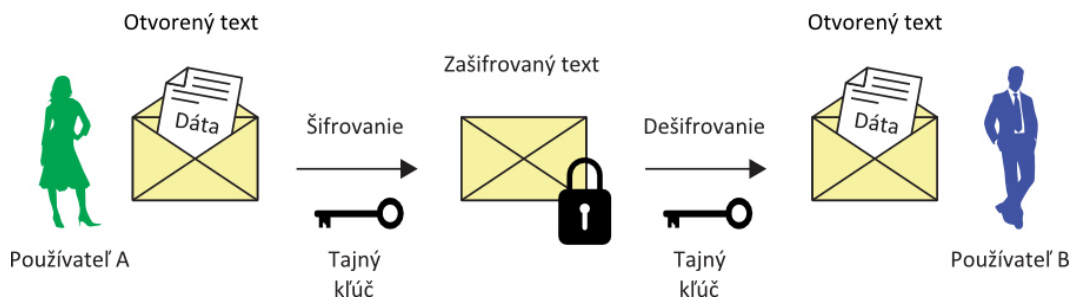 Otvorený text
Otvorený text
Zašifrovaný text
Dáta
Šifrovanie
Dešifrovanie
Dáta
Používateľ A
Tajný
kľúč
Tajný
kľúč
Používateľ B